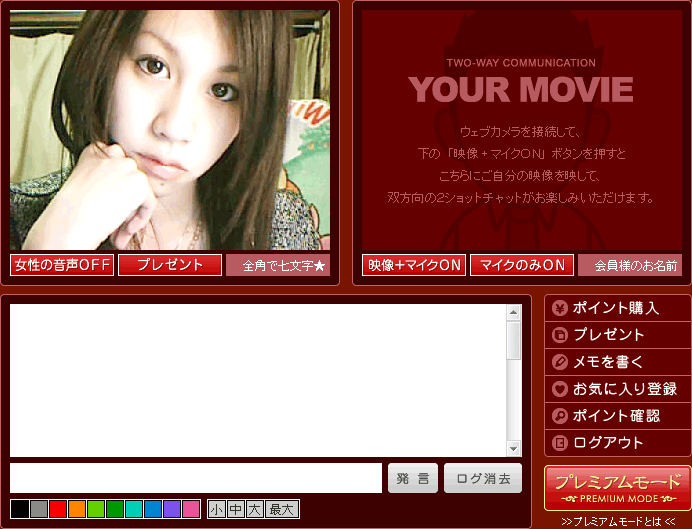 TWO-WAY COMMUNICATION
YOUR MOVIE
ウェブカメラを接続して、
下の「映像+マイクON」ボタンを押すと
こちらにご自分の映像を映して、
双方向の2ショットチャットがお楽しみいただけます。
女性の音声OFF
プレゼント
全角で七文字★
映像+マイクON
マイクのみON
会員様のお名前
ポイント購入
プレゼント
メモを書く
お気に入り登録
ポイント確認
ログアウト
発言
ログ消去
小
中
大
最大
プレミアムモード
PREMIUM MODE
>>プレミアムモードとは<<